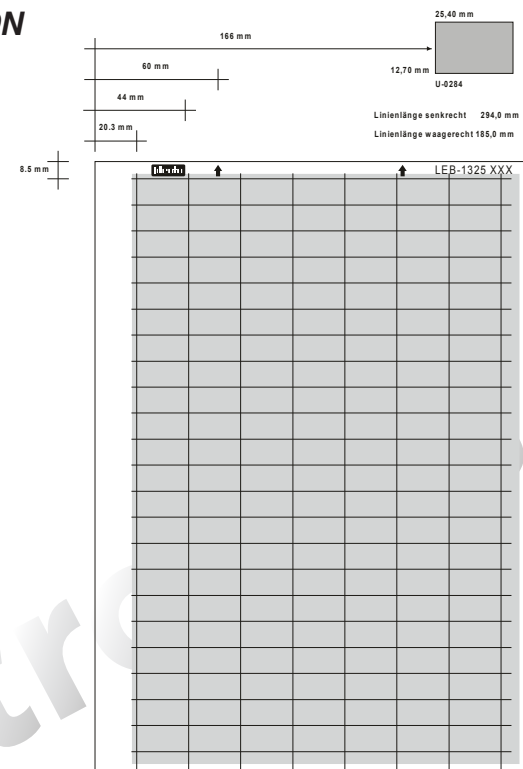 ON
25,40 mm
166 mm
60 mm
12,70 mm
U-0284
44 mm
Linienlänge senkrecht 294,0 mm
20.3 mm
Linienlänge waagerecht 185,0 mm
8.5 mm
LEB-1325 XXX